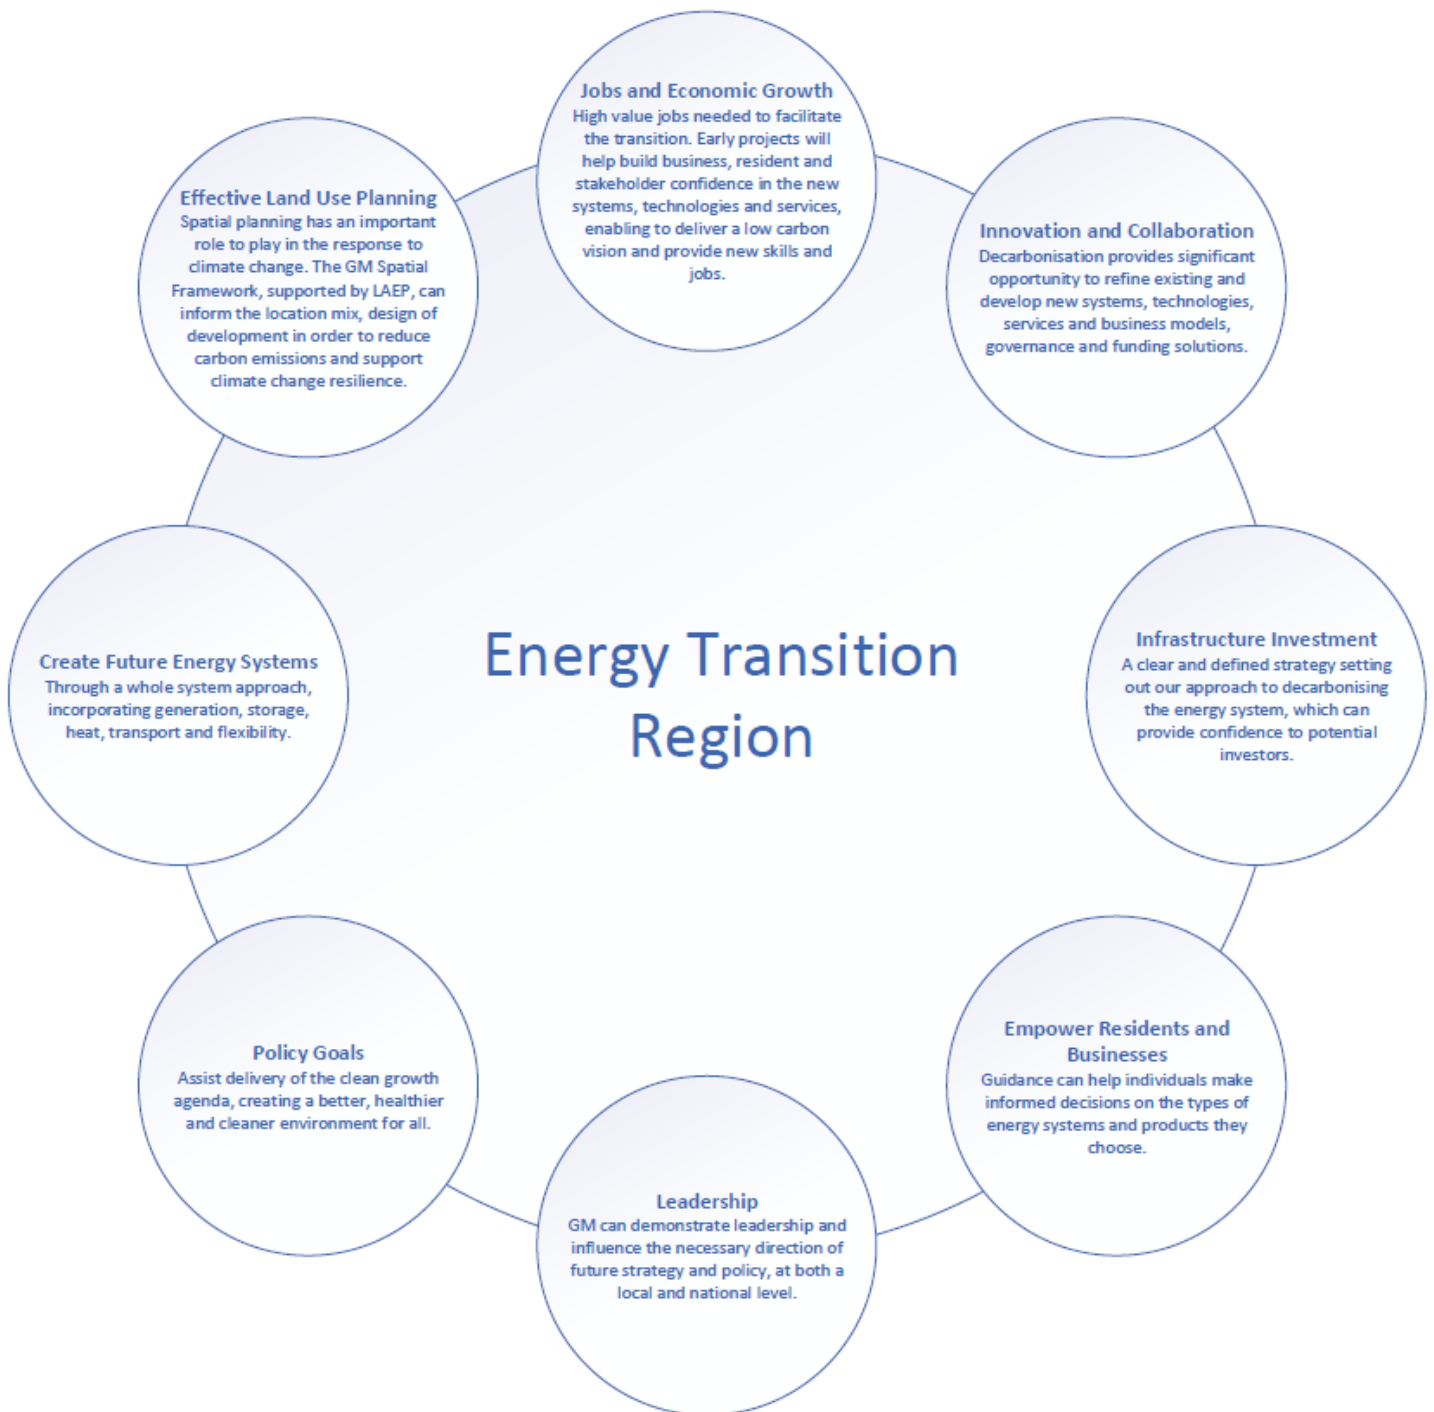 Jobs and Economic Growth
High value jobs needed to facilitate
the transition. Early projects will
help build business, resident and
stakeholder confidence in the new
systems, technologies and services,
enabling to deliver a low carbon
vision and provide new skills and
jobs.
Innovation and Collaboration
Decarbonisation provides significant
opportunity to refine existing and
develop new systems, technologies,
services and business models,
governance and funding solutions.
Infrastructure Investment
A clear and defined strategy setting
out our approach to decarbonising
the energy system, which can
provide confidence to potential
investors.
Empower Residents and
Businesses
Guidance can help individuals make
informed decisions on the types of
energy systems and products they
choose.
Leadership
GM can demonstrate leadership and
influence the necessary direction of
future strategy and policy, at both a
local and national level.
Policy Goals
Assist delivery of the clean growth
agenda, creating a better, healthier
and cleaner environment for all.
Create Future Energy Systems
Through a whole system approach,
incorporating generation, storage,
heat, transport and flexibility.
Effective Land Use Planning
Spatial planning has an important
role to play in the response to
climate change. The GM Spatial
Framework, supported by LAEP, can
inform the location mix, design of
development in order to reduce
carbon emissions and support
climate change resilience.
Energy Transition
Region